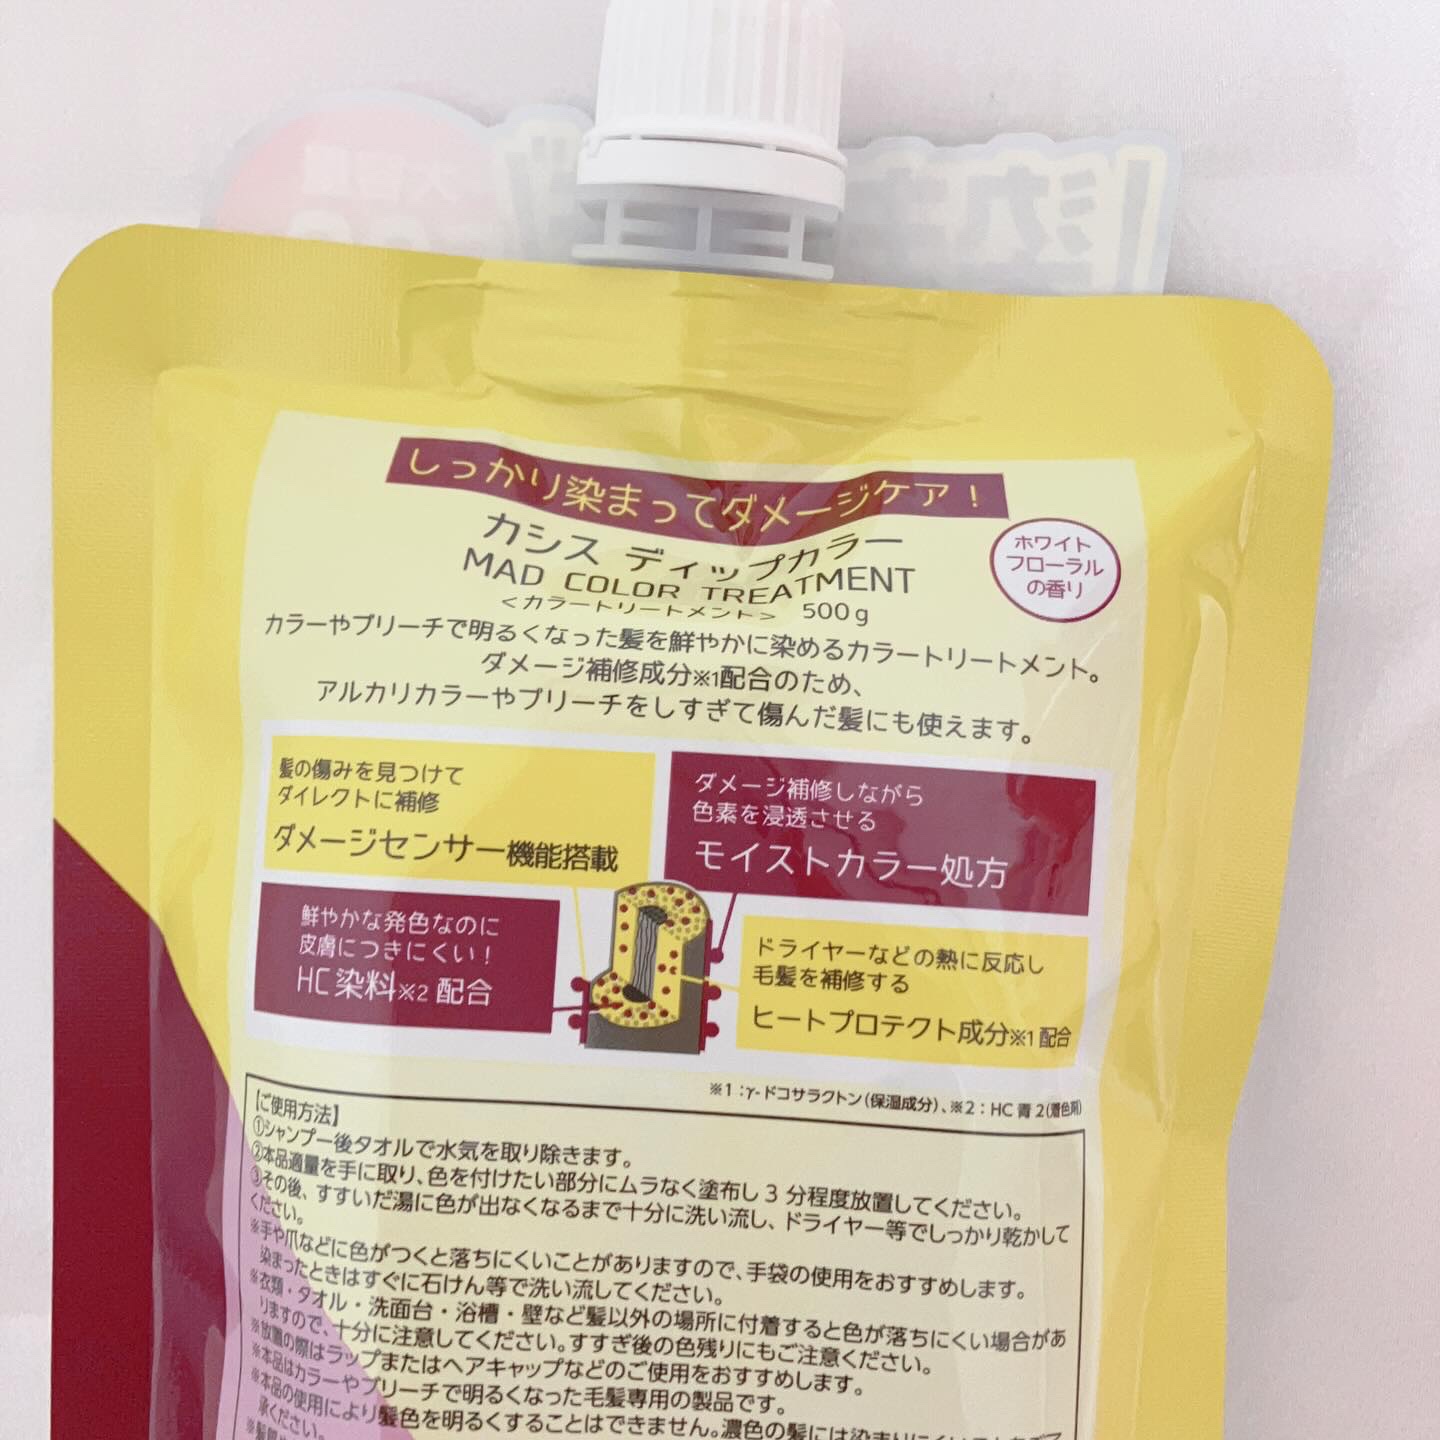 大容量
しっかり染まってダメージケア！
カシス ディップカラー
MAD COLOR TREATMENT
＜カラートリートメント＞ 500g
ホワイト
フローラル
の香り
カラーやブリーチで明るくなった髪を鮮やかに染めるカラートリートメント。
ダメージ補修成分※1配合のため、
アルカリカラーやブリーチをしすぎて傷んだ髪にも使えます。
髪の傷みを見つけて
ダイレクトに補修
ダメージセンサー機能搭載
ダメージ補修しながら
色素を浸透させる
モイストカラー処方
鮮やかな発色なのに
皮膚につきにくい！
HC染料※2 配合
ドライヤーなどの熱に反応し
毛髪を補修する
ヒートプロテクト成分※1 配合
※1：γ-ドコサラクトン（保湿成分）、※2：HC 青 2（着色剤）
【ご使用方法】
①シャンプー後タオルで水気を取り除きます。
②本品適量を手に取り、色を付けたい部分にムラなく塗布し 3 分程度放置してください。
③その後、すすいだ湯に色が出なくなるまで十分に洗い流し、ドライヤー等でしっかり乾かして
ください。
※手や爪などに色がつくと落ちにくいことがありますので、手袋の使用をおすすめします。
染まったときはすぐに石けん等で洗い流してください。
※衣類・タオル・洗面台・浴槽・壁など髪以外の場所に付着すると色が落ちにくい場合があ
りますので、十分に注意してください。すすぎ後の色残りにもご注意ください。
※放置の際はラップまたはヘアキャップなどのご使用をおすすめします。
※本品はカラーやブリーチで明るくなった毛髪専用の製品です。
※本品の使用により髪色を明るくすることはできません。濃色の髪には染まりにくい
承ください。